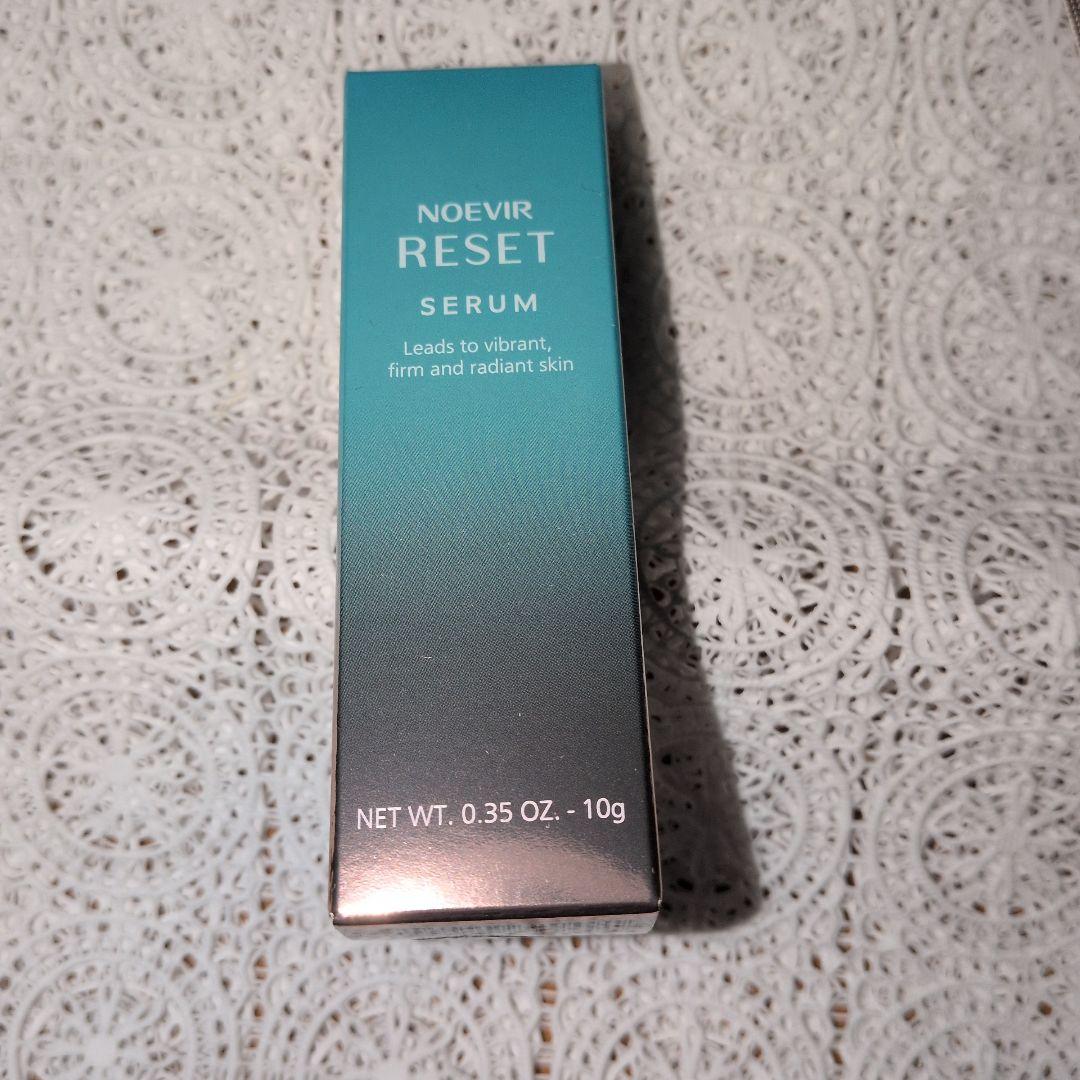 NOEVIR
RESET
SERUM
Leads to vibrant,
firm and radiant skin
NET WT. 0.35 OZ. - 10g